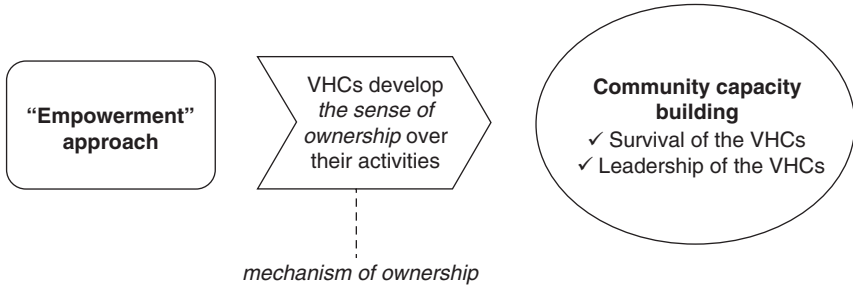 “Empowerment”
approach
VHCs develop
the sense of
ownership over
their activities
mechanism of ownership
Community capacity
building
✓ Survival of the VHCs
✓ Leadership of the VHCs